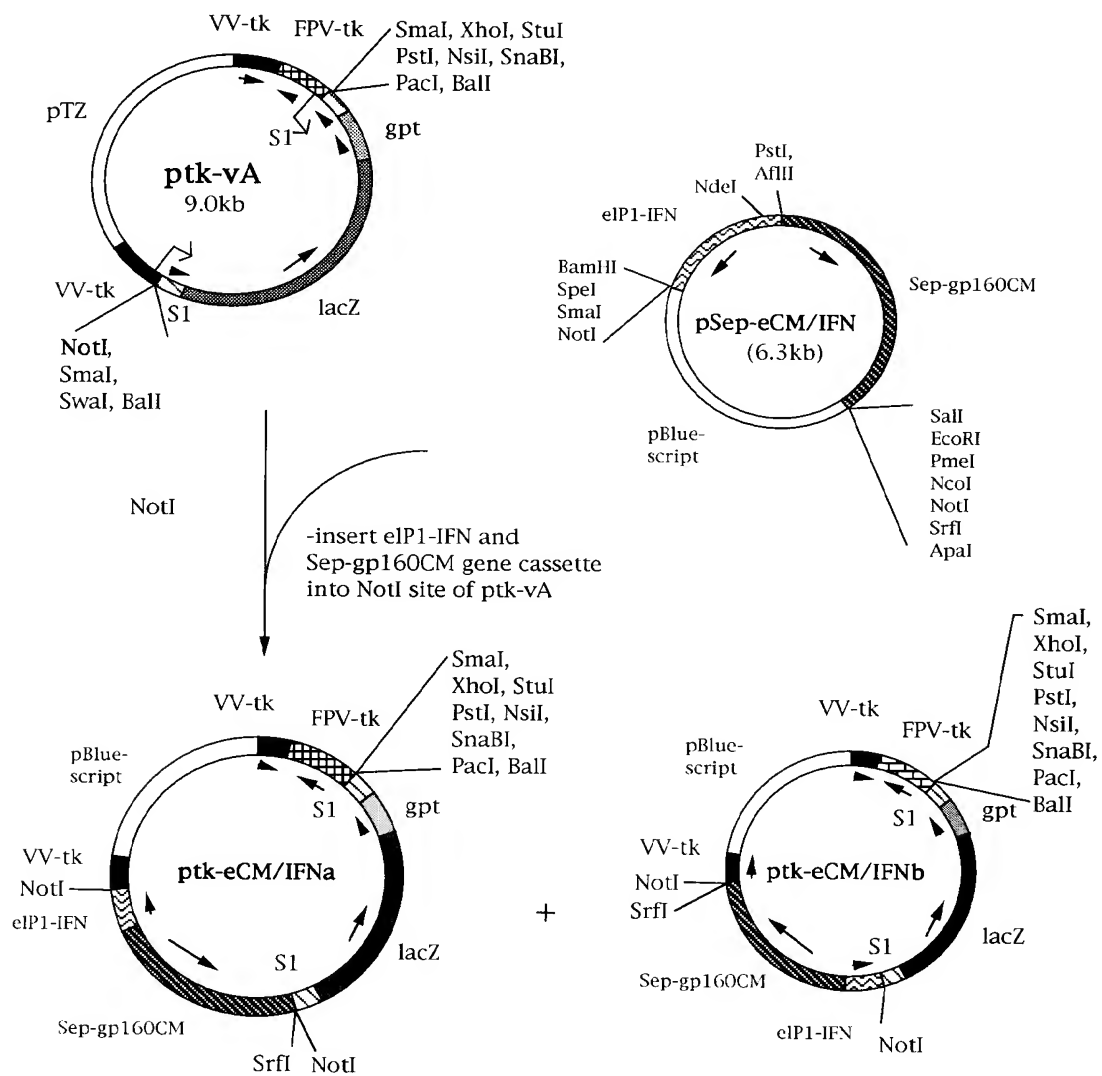 VV-tk
FPV-tk
SmaI, XhoI, StuI
PstI, NsiI, SnaBI,
PacI, BalI
pTZ
S1
gpt
ptk-vA
9.0kb
VV-tk
S1
lacZ
NotI,
SmaI,
SwaI, BalI
PstI,
AflIII
NdeI
elP1-IFN
BamHI
SpeI
SmaI
NotI
Sep-gp160CM
pSep-eCM/IFN
(6.3kb)
pBlue-
script
SalI
EcoRI
PmeI
NcoI
NotI
SrfI
ApaI
NotI
-insert elP1-IFN and
Sep-gp160CM gene cassette
into NotI site of ptk-vA
VV-tk
FPV-tk
SmaI,
XhoI, StuI
PstI, NsiI,
SnaBI,
PacI, BalI
pBlue-
script
S1
gpt
VV-tk
NotI
elP1-IFN
ptk-eCM/IFNa
lacZ
S1
Sep-gp160CM
SrfI
NotI
+
SmaI,
XhoI,
StuI
PstI,
NsiI,
SnaBI,
PacI,
BalI
VV-tk
FPV-tk
pBlue-
script
S1
gpt
VV-tk
NotI
SrfI
ptk-eCM/IFNb
lacZ
S1
Sep-gp160CM
elP1-IFN
NotI